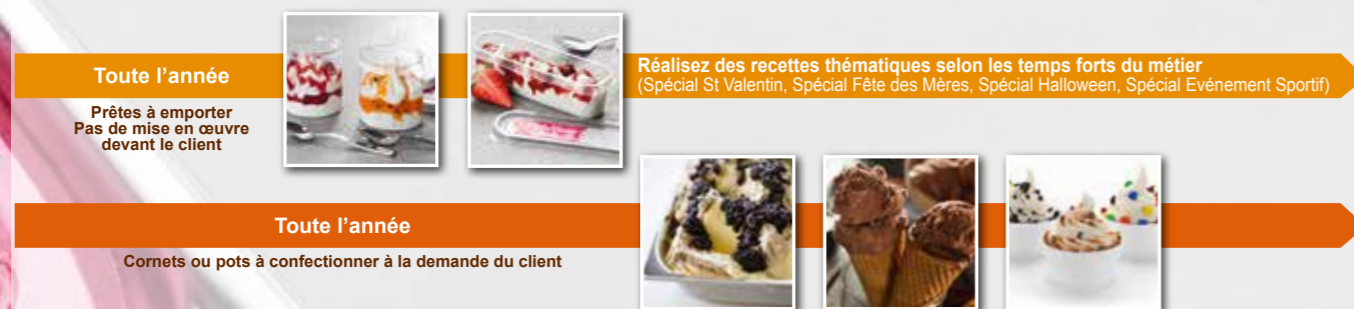 Toute l’année
Prêtes à emporter
Pas de mise en œuvre
devant le client
Réalisez des recettes thématiques selon les temps forts du métier
(Spécial St Valentin, Spécial Fête des Mères, Spécial Halloween, Spécial Evénement Sportif)
Toute l’année
Cornets ou pots à confectionner à la demande du client